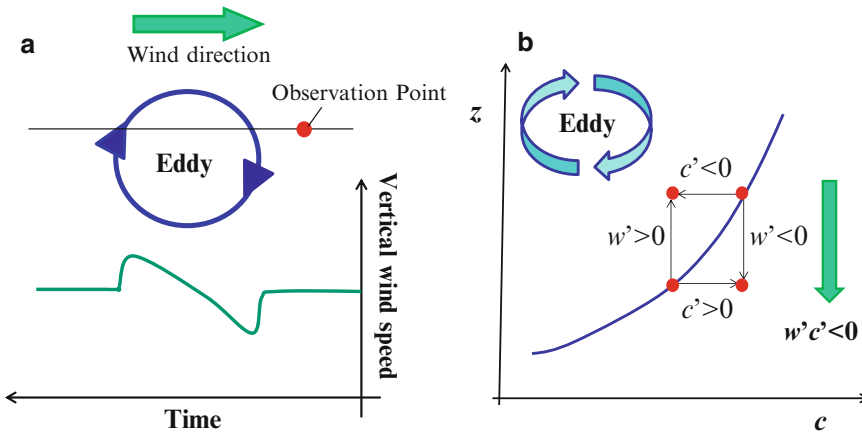 a
Wind direction
Observation Point
Eddy
Vertical wind speed
Time
b
z
Eddy
c’<0
w’>0
w’<0
c’>0
w’c’<0
c